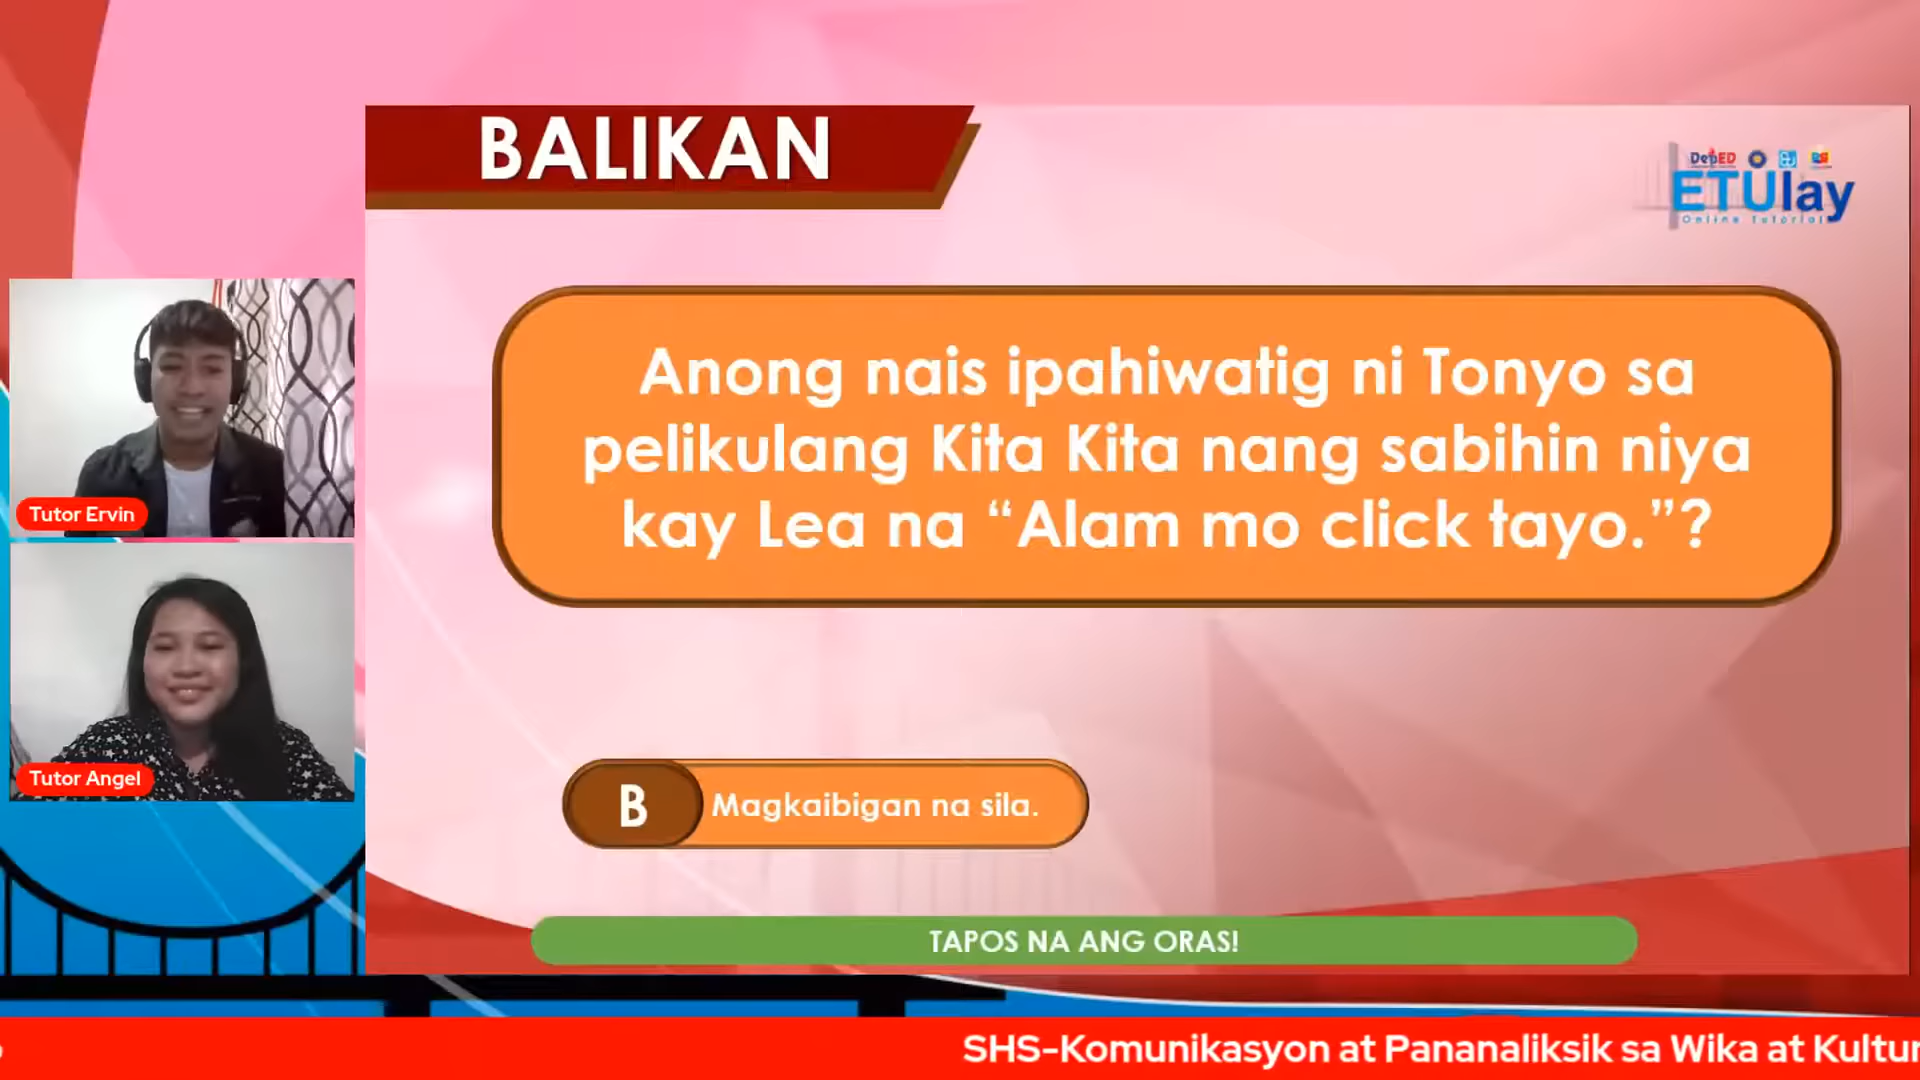 BALIKAN
DepED
ETUlay
Online Tutorial
Anong nais ipahiwatig ni Tonyo sa
pelikulang Kita Kita nang sabihin niya
kay Lea na “Alam mo click tayo.”?
Tutor Ervin
Tutor Angel
B Magkaibigan na sila.
TAPOS NA ANG ORAS!
SHS-Komunikasyon at Pananaliksik sa Wika at Kultur